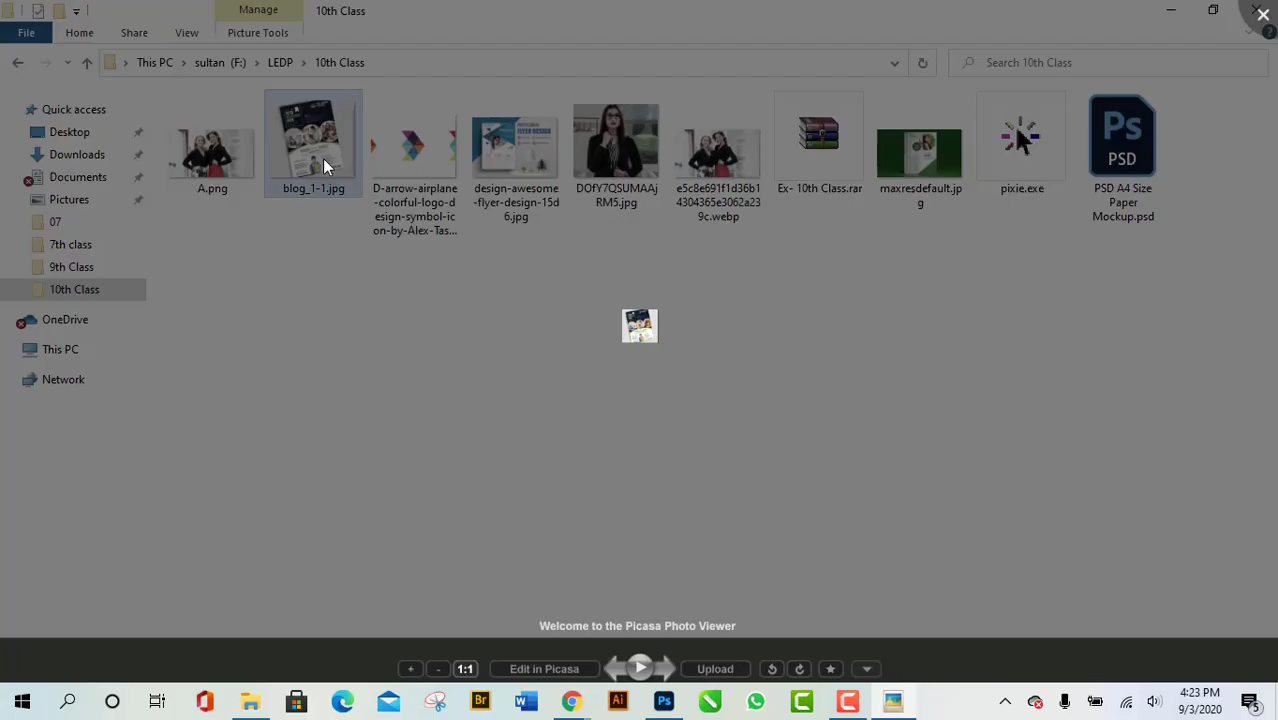 Manage
10th Class
File
Home
Share
View
Picture Tools
This PC
sultan (F:)
LEDP
10th Class
Search 10th Class
Quick access
Desktop
Downloads
Documents
Pictures
07
7th class
9th Class
10th Class
OneDrive
This PC
Network
A.png
blog_1-1.jpg
D-arrow-airplane
-colorful-logo-d
esign-symbol-ic
on-by-Alex-Tas...
design-awesome
-flyer-design-15d
6.jpg
DOfY7QSUMAAj
RM5.jpg
e5c8e691f1d36b1
4304365e3062a23
9c.webp
Ex- 10th Class.rar
maxresdefault.jp
g
pixie.exe
Ps
PSD
PSD A4 Size
Paper
Mockup.psd
Welcome to the Picasa Photo Viewer
+
-
1:1
Edit in Picasa
Upload
Br
W
Ai
Ps
C
C
4:23 PM
9/3/2020
5